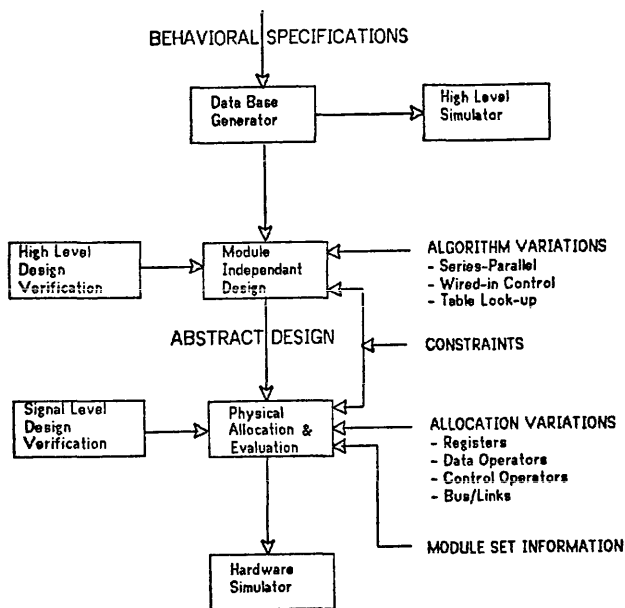 BEHAVIORAL SPECIFICATIONS
Data Base
Generator
High Level
Simulator
High Level
Design
Verification
Module
Independant
Design
ALGORITHM VARIATIONS
- Series-Parallel
- Wired-in Control
- Table Look-up
ABSTRACT DESIGN
CONSTRAINTS
Signal Level
Design
Verification
Physical
Allocation &
Evaluation
ALLOCATION VARIATIONS
- Registers
- Data Operators
- Control Operators
- Bus/Links
MODULE SET INFORMATION
Hardware
Simulator